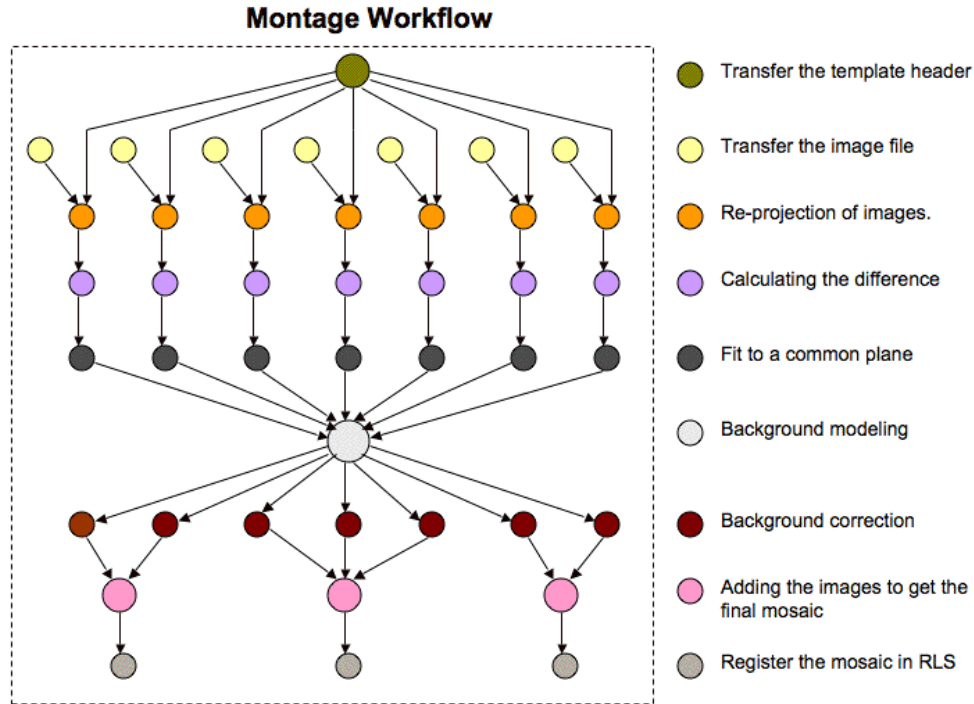 Montage Workflow
Transfer the template header
Transfer the image file
Re-projection of images.
Calculating the difference
Fit to a common plane
Background modeling
Background correction
Adding the images to get the
final mosaic
Register the mosaic in RLS